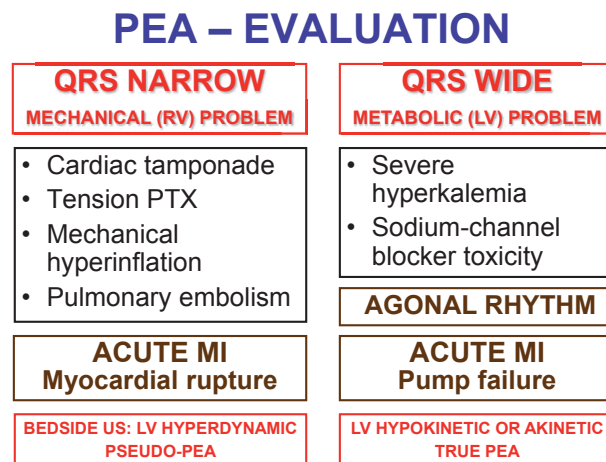 PEA – EVALUATION
QRS NARROW
MECHANICAL (RV) PROBLEM
• Cardiac tamponade
• Tension PTX
• Mechanical
hyperinflation
• Pulmonary embolism
ACUTE MI
Myocardial rupture
BEDSIDE US: LV HYPERDYNAMIC
PSEUDO-PEA
QRS WIDE
METABOLIC (LV) PROBLEM
• Severe
hyperkalemia
• Sodium-channel
blocker toxicity
AGONAL RHYTHM
ACUTE MI
Pump failure
LV HYPOKINETIC OR AKINETIC
TRUE PEA